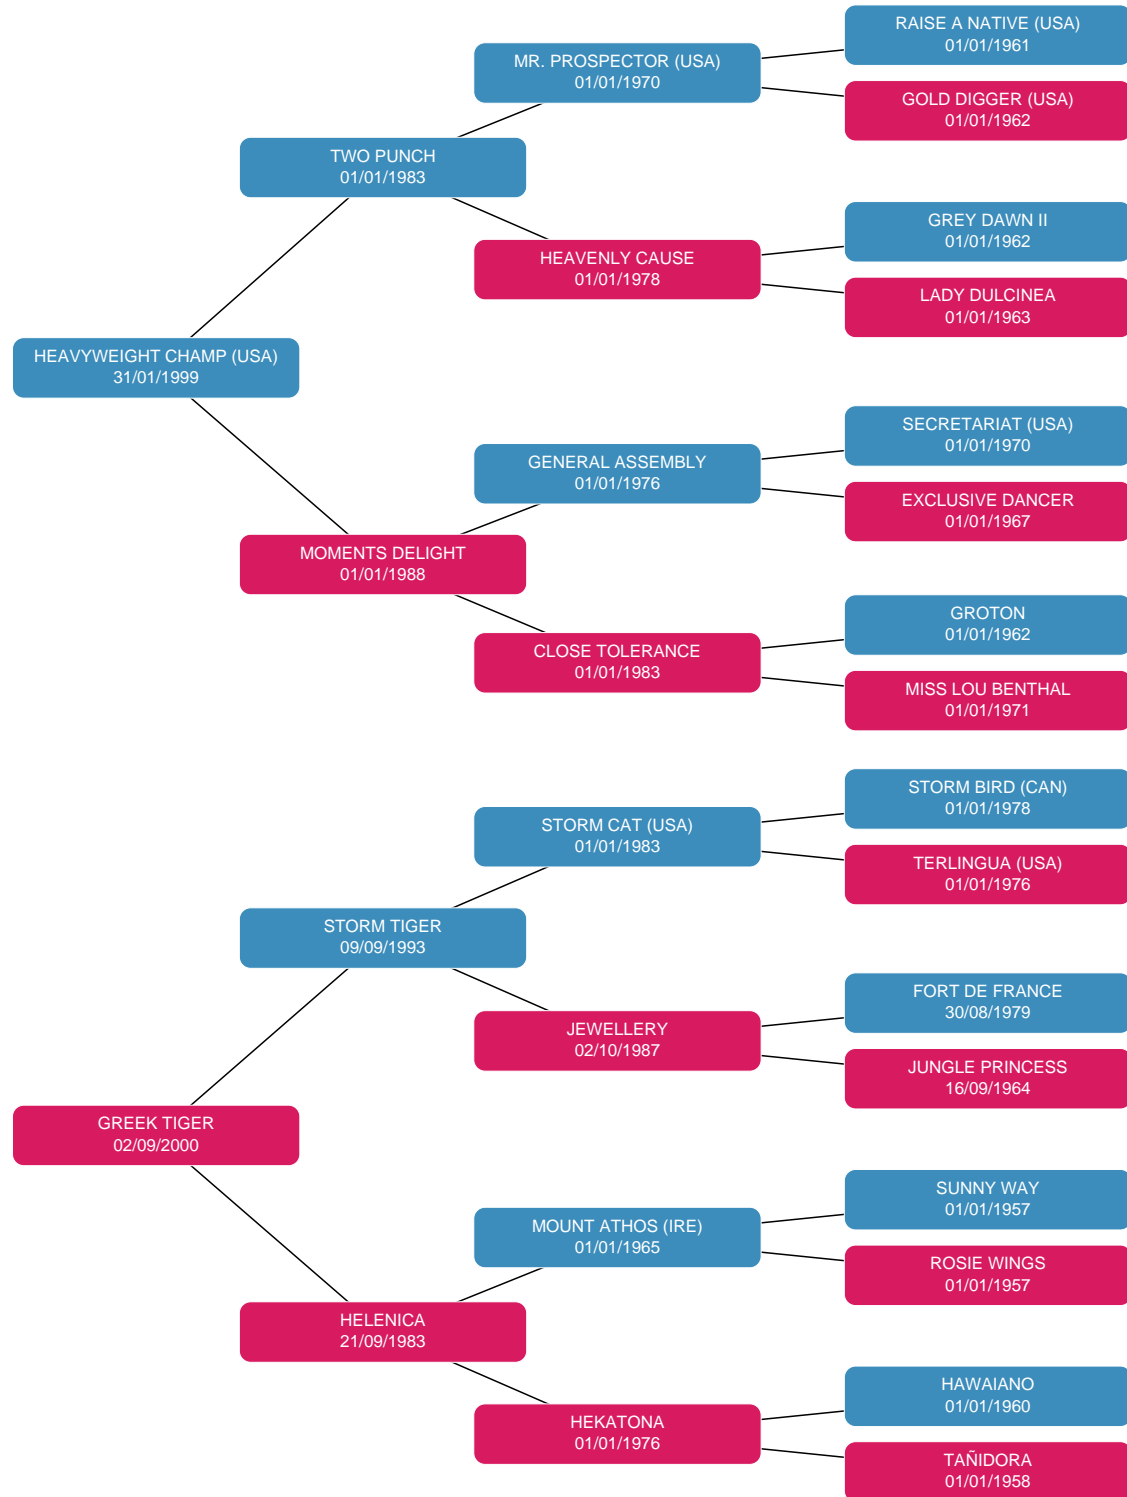 RAISE A NATIVE (USA)
01/01/1961
MR. PROSPECTOR (USA)
01/01/1970
GOLD DIGGER (USA)
01/01/1962
TWO PUNCH
01/01/1983
GREY DAWN II
01/01/1962
HEAVENLY CAUSE
01/01/1978
LADY DULCINEA
01/01/1963
HEAVYWEIGHT CHAMP (USA)
31/01/1999
SECRETARIAT (USA)
01/01/1970
GENERAL ASSEMBLY
01/01/1976
EXCLUSIVE DANCER
01/01/1967
MOMENTS DELIGHT
01/01/1988
GROTON
01/01/1962
CLOSE TOLERANCE
01/01/1983
MISS LOU BENTHAL
01/01/1971
STORM BIRD (CAN)
01/01/1978
STORM CAT (USA)
01/01/1983
TERLINGUA (USA)
01/01/1976
STORM TIGER
09/09/1993
FORT DE FRANCE
30/08/1979
JEWELLERY
02/10/1987
JUNGLE PRINCESS
16/09/1964
GREEK TIGER
02/09/2000
SUNNY WAY
01/01/1957
MOUNT ATHOS (IRE)
01/01/1965
ROSIE WINGS
01/01/1957
HELENICA
21/09/1983
HAWAIANO
01/01/1960
HEKATONA
01/01/1976
TAÑIDORA
01/01/1958